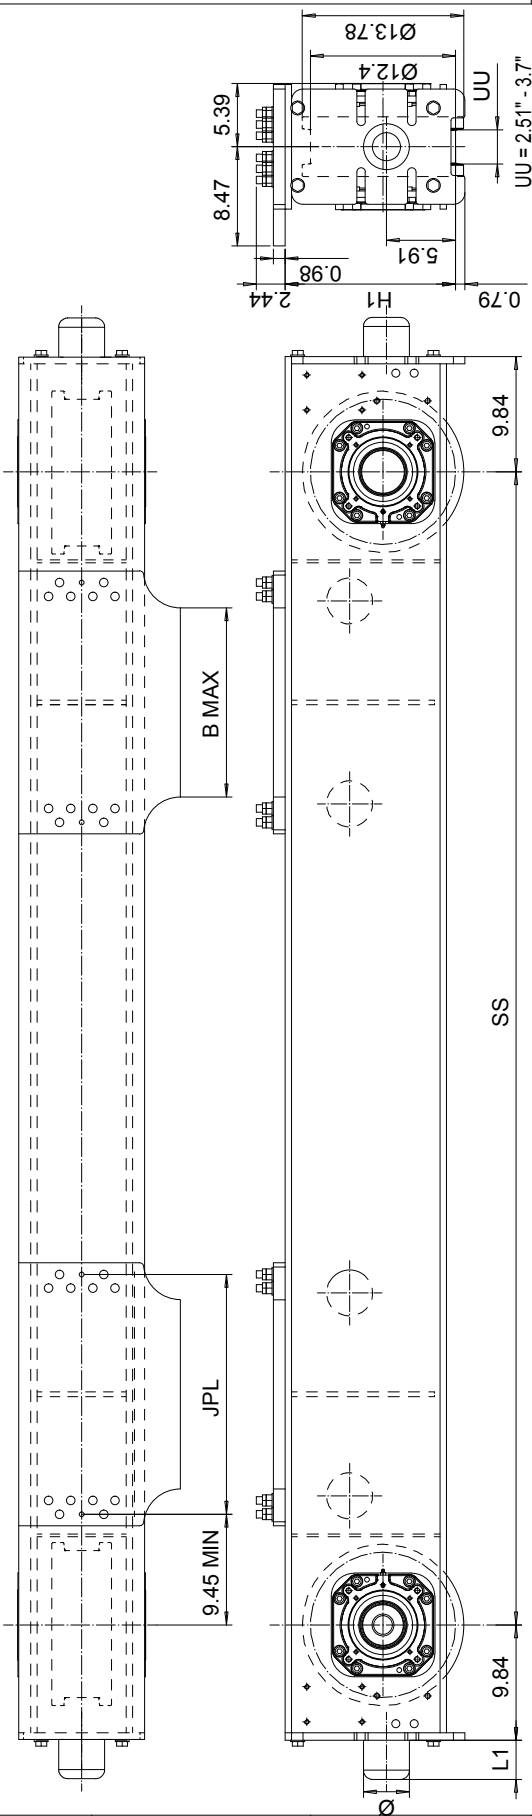 Ø13.78
Ø12.4
UU
UU = 2.51" - 3.7"
5.39
8.47
5.91
0.98
2.44
H1
0.79
9.84
B MAX
SS
JPL
9.45 MIN
9.84
L1
Ø